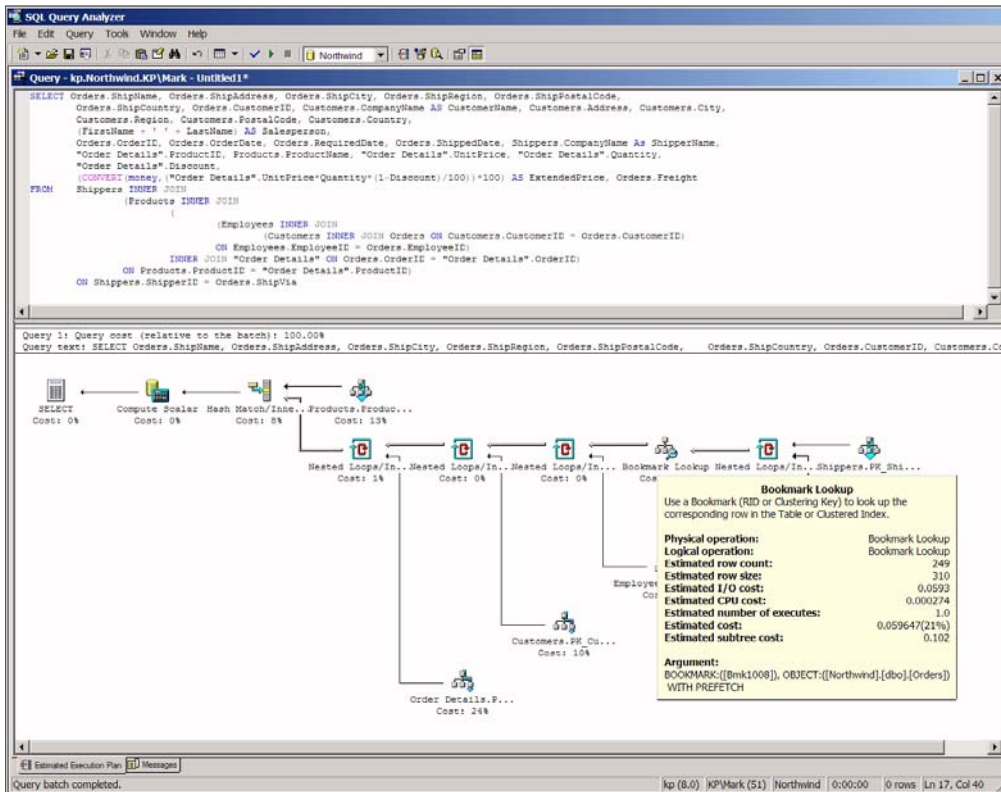 SQL Query Analyzer
File Edit Query Tools Window Help
Northwind
Query - kp.Northwind.KP\Mark - Untitled1*
SELECT Orders.ShipName, Orders.ShipAddress, Orders.ShipCity, Orders.ShipRegion, Orders.ShipPostalCode,
Orders.ShipCountry, Orders.CustomerID, Customers.CompanyName AS CustomerName, Customers.Address, Customers.City,
Customers.Region, Customers.PostalCode, Customers.Country,
(FirstName + ' ' + LastName) AS Salesperson,
Orders.OrderID, Orders.OrderDate, Orders.RequiredDate, Orders.ShippedDate, Shippers.CompanyName As ShipperName,
"Order Details".ProductID, Products.ProductName, "Order Details".UnitPrice, "Order Details".Quantity,
"Order Details".Discount,
(CONVERT(money,("Order Details".UnitPrice*Quantity*(1-Discount)/100))*100) AS ExtendedPrice, Orders.Freight
FROM Shippers INNER JOIN
(Products INNER JOIN
(
(Employees INNER JOIN
(Customers INNER JOIN Orders ON Customers.CustomerID = Orders.CustomerID)
ON Employees.EmployeeID = Orders.EmployeeID)
INNER JOIN "Order Details" ON Orders.OrderID = "Order Details".OrderID)
ON Products.ProductID = "Order Details".ProductID)
ON Shippers.ShipperID = Orders.ShipVia
Query 1: Query cost (relative to the batch): 100.00%
Query text: SELECT Orders.ShipName, Orders.ShipAddress, Orders.ShipCity, Orders.ShipRegion, Orders.ShipPostalCode, Orders.ShipCountry, Orders.CustomerID, Customers.Co
SELECT Compute Scalar Hash Match/Inne... Products.Produc...
Cost: 0% Cost: 0% Cost: 8% Cost: 13%
Nested Loops/In... Nested Loops/In... Nested Loops/In... Bookmark Lookup Nested Loops/In... Shippers.PK_Shi...
Cost: 1% Cost: 0% Cost: 0% Cos
Bookmark Lookup
Use a Bookmark (RID or Clustering Key) to look up the
corresponding row in the Table or Clustered Index.
Physical operation: Bookmark Lookup
Logical operation: Bookmark Lookup
Estimated row count: 249
Estimated row size: 310
Estimated I/O cost: 0.0593
Estimated CPU cost: 0.000274
Estimated number of executes: 1.0
Estimated cost: 0.059647(21%)
Estimated subtree cost: 0.102
Argument:
BOOKMARK:([Bmk1008]), OBJECT:([Northwind].[dbo].[Orders])
WITH PREFETCH
Employee
Cos
Customers.PK_Cu...
Cost: 10%
Order Details.P...
Cost: 24%
Estimated Execution Plan Messages
Query batch completed. kp (8.0) KP\Mark (51) Northwind 0:00:00 0 rows Ln 17, Col 40